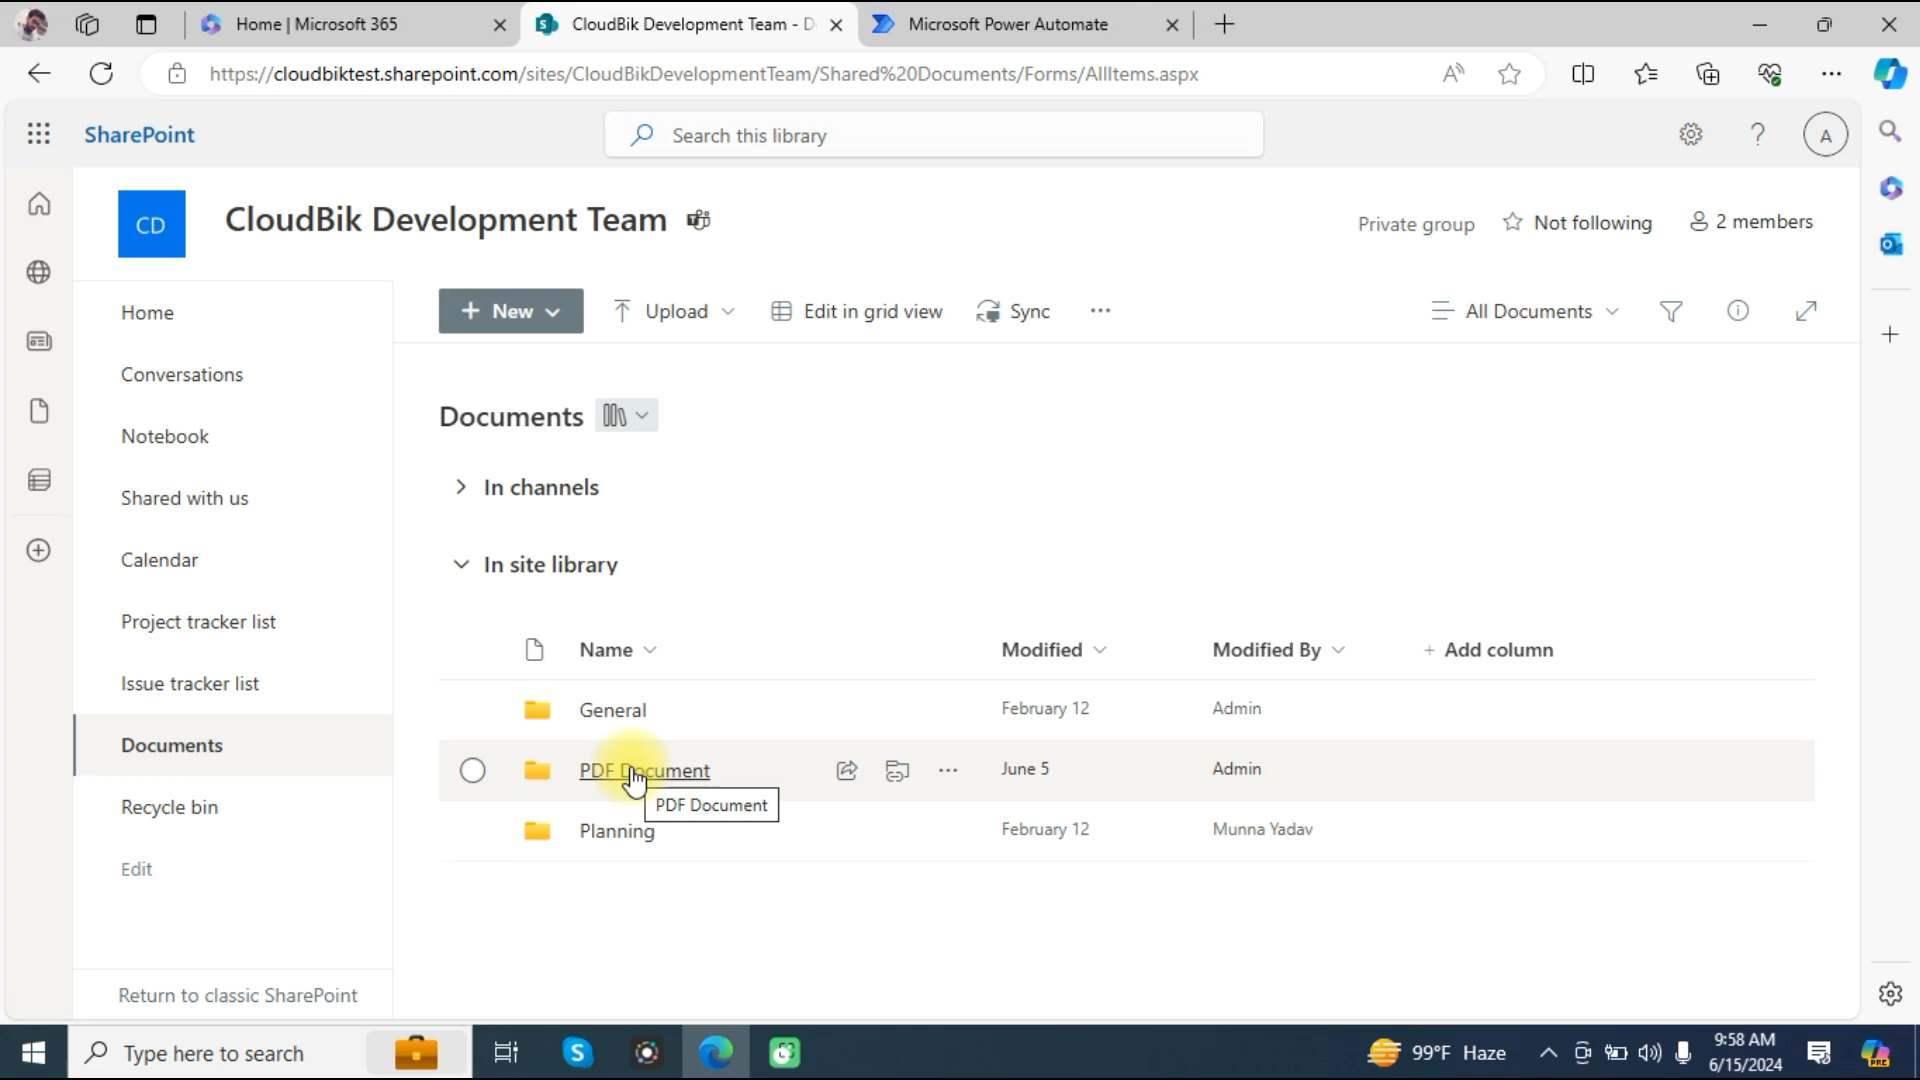 Home | Microsoft 365
CloudBik Development Team - D
Microsoft Power Automate
https://cloudbiktest.sharepoint.com/sites/CloudBikDevelopmentTeam/Shared%20Documents/Forms/AllItems.aspx
SharePoint
Search this library
A
CD
CloudBik Development Team
Private group
Not following
2 members
Home
Conversations
Notebook
Shared with us
Calendar
Project tracker list
Issue tracker list
Documents
Recycle bin
Edit
Return to classic SharePoint
+ New
Upload
Edit in grid view
Sync
All Documents
Documents
In channels
In site library
Name Modified Modified By + Add column
General February 12 Admin
PDF Document June 5 Admin
PDF Document
Planning February 12 Munna Yadav
Type here to search
99°F Haze
9:58 AM
6/15/2024
PRE